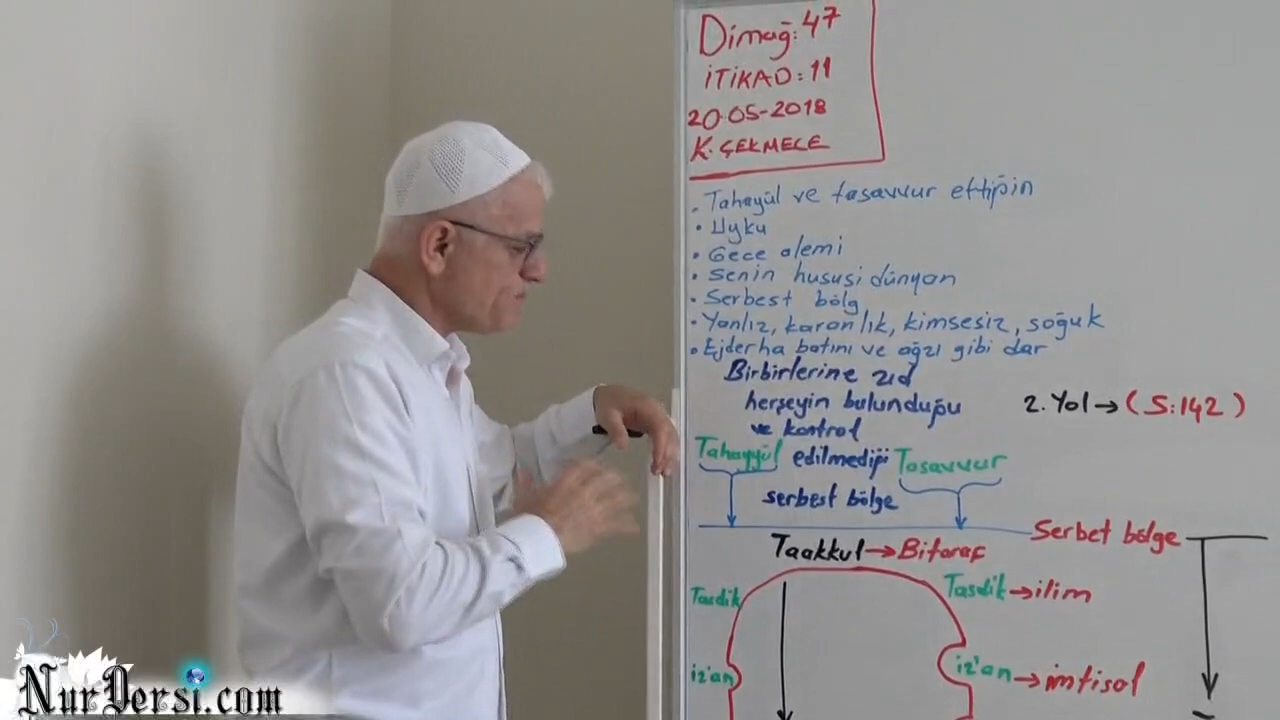 Dimağ: 47
İTİKAD: 11
20.05-2018
K.ÇEKMECE
. Tahayül ve tasavvur ettiğin
• Uyku
• Gece alemi
• Senin hususi dünyan
• Serbest bölg
• Yanlız, karanlık, kimsesiz, soğuk
• Ejderha batını ve ağzı gibi dar
Birbirlerine zıd
herşeyin bulunduğu
ve kontrol
2. Yol → (S:142)
Tahayyül edilmediği Tasavvur
serbest bölge
Serbet bölge
Taakkul → Bitaraf
Tasdik Tasdik → ilim
iz'an iz'an → imtisal
NurDersi.com